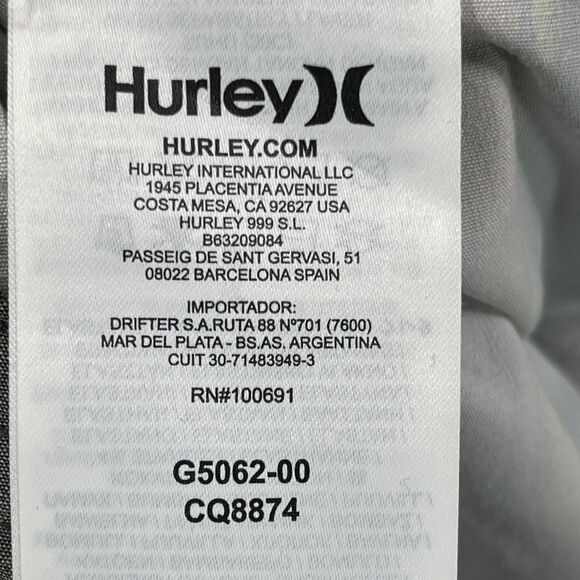 Hurley
HURLEY.COM
HURLEY INTERNATIONAL LLC
1945 PLACENTIA AVENUE
COSTA MESA, CA 92627 USA
HURLEY 999 S.L.
B63209084
PASSEIG DE SANT GERVASI, 51
08022 BARCELONA SPAIN
IMPORTADOR:
DRIFTER S.A.RUTA 88 Nº701 (7600)
MAR DEL PLATA - BS.AS. ARGENTINA
CUIT 30-71483949-3
RN#100691
G5062-00
CQ8874